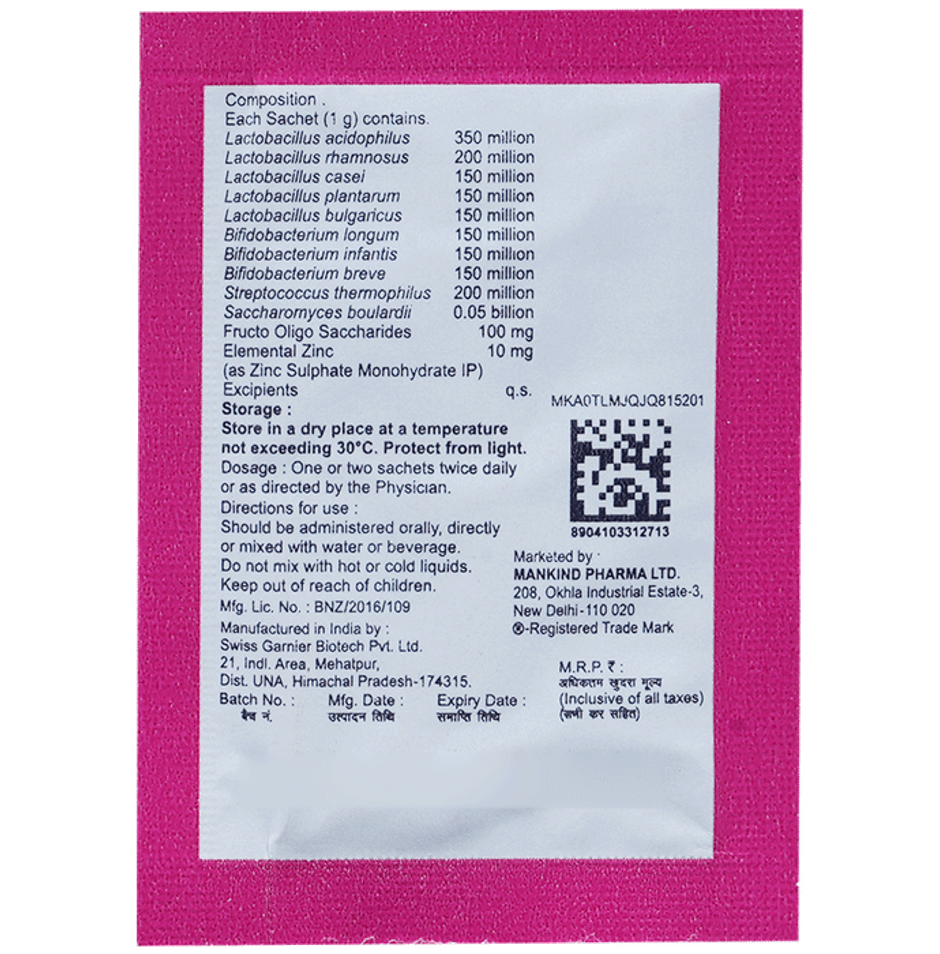 Composition .
Each Sachet (1 g) contains.
Lactobacillus acidophilus 350 million
Lactobacillus rhamnosus 200 million
Lactobacillus casei 150 million
Lactobacillus plantarum 150 million
Lactobacillus bulgaricus 150 million
Bifidobacterium longum 150 million
Bifidobacterium infantis 150 million
Bifidobacterium breve 150 million
Streptococcus thermophilus 200 million
Saccharomyces boulardii 0.05 billion
Fructo Oligo Saccharides 100 mg
Elemental Zinc 10 mg
(as Zinc Sulphate Monohydrate IP)
Excipients q.s.
Storage :
Store in a dry place at a temperature
not exceeding 30°C. Protect from light.
Dosage : One or two sachets twice daily
or as directed by the Physician.
Directions for use :
Should be administered orally, directly
or mixed with water or beverage.
Do not mix with hot or cold liquids.
Keep out of reach of children.
Mfg. Lic. No. : BNZ/2016/109
Manufactured in India by :
Swiss Garnier Biotech Pvt. Ltd.
21, Indl. Area, Mehatpur,
Dist. UNA, Himachal Pradesh-174315.
MKA0TLMJQJQ815201
8904103312713
Marketed by :
MANKIND PHARMA LTD.
208, Okhla Industrial Estate-3,
New Delhi-110 020
®-Registered Trade Mark
M.R.P. ₹ :
अधिकतम खुदरा मूल्य
(Inclusive of all taxes)
(सभी कर सहित)
Batch No. : Mfg. Date : Expiry Date :
बैच नं. उत्पादन तिथि समाप्ति तिथि